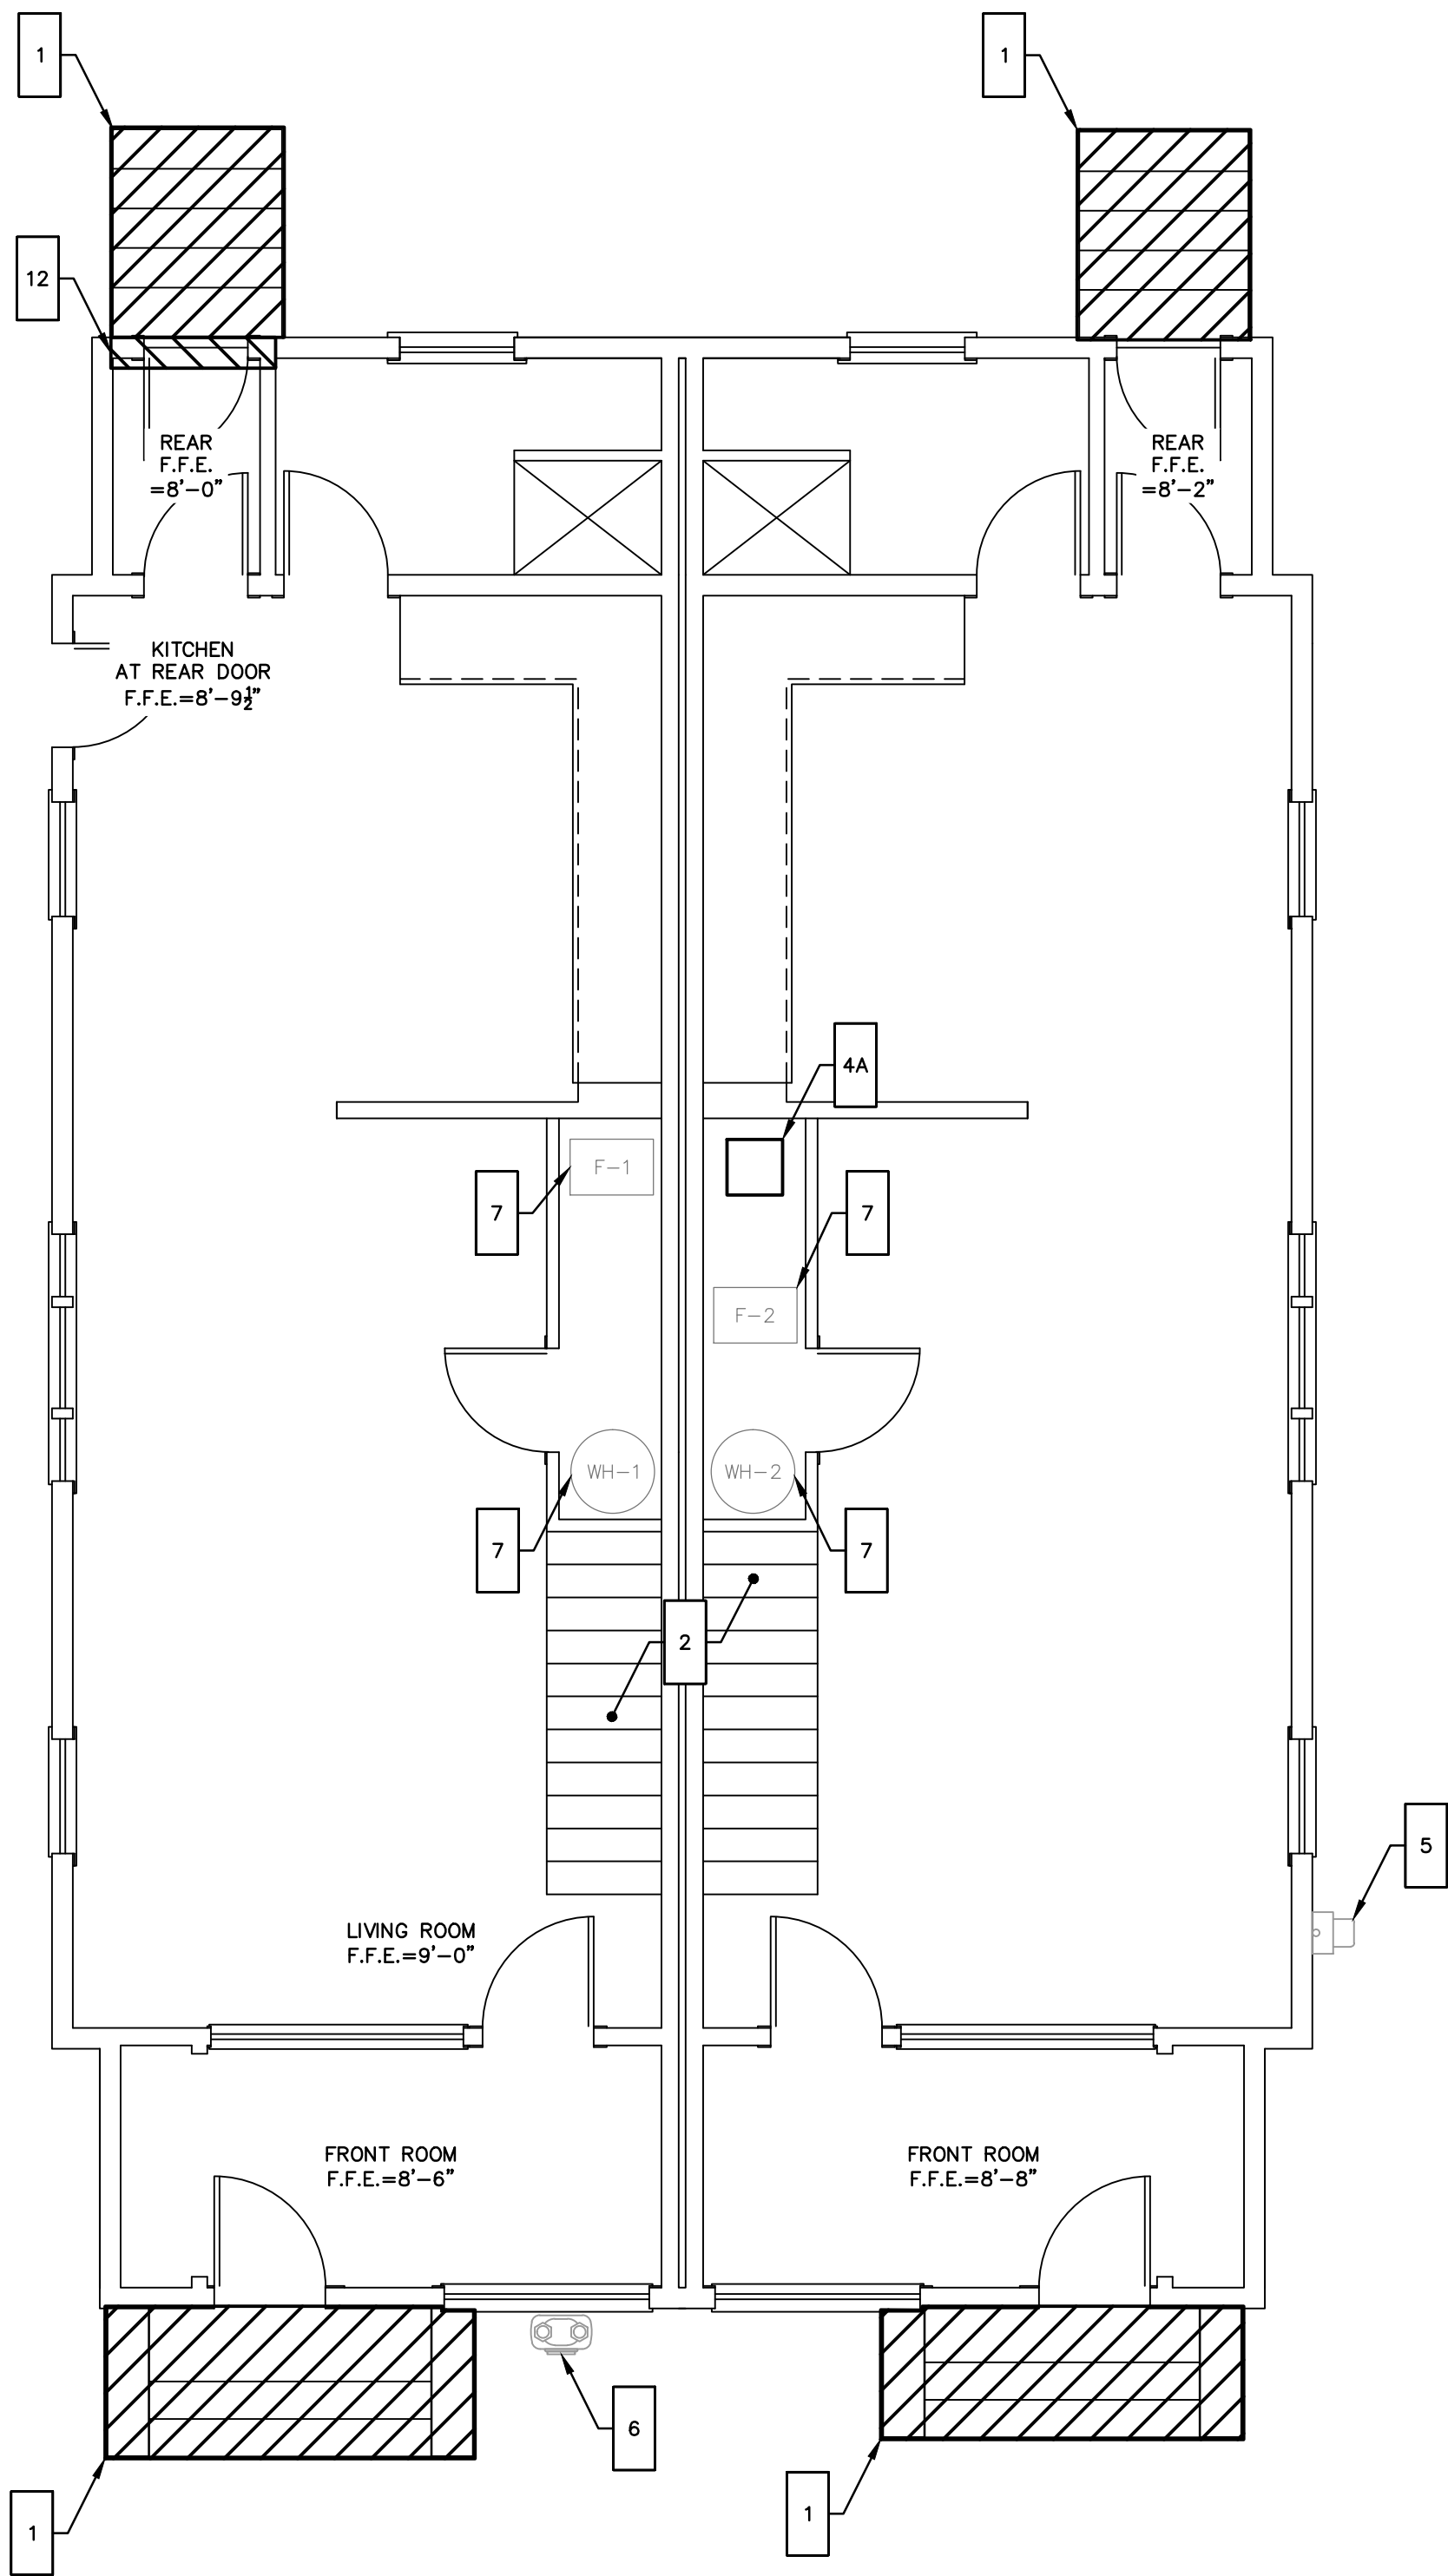 1
1
12
REAR
F.F.E.
=8'-0"
REAR
F.F.E.
=8'-2"
KITCHEN
AT REAR DOOR
F.F.E.=8'-9½"
4A
F-1
7
7
F-2
WH-1
WH-2
7
7
2
5
LIVING ROOM
F.F.E.=9'-0"
FRONT ROOM
F.F.E.=8'-6"
FRONT ROOM
F.F.E.=8'-8"
6
1
1